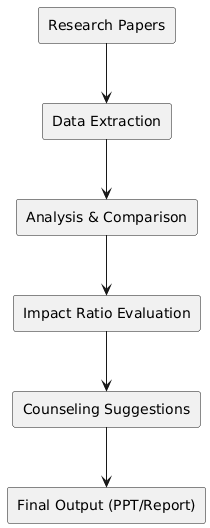 Research Papers
Data Extraction
Analysis & Comparison
Impact Ratio Evaluation
Counseling Suggestions
Final Output (PPT/Report)